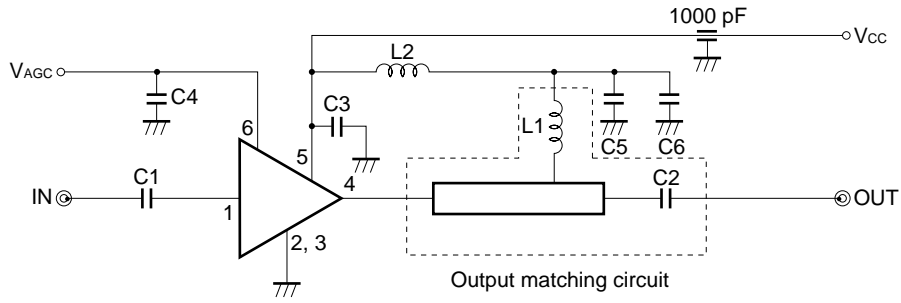 1000 pF
VCC
L2
VAGC
C4
C3
L1
6
5
C5
C6
C1
4
C2
IN
1
OUT
2, 3
Output matching circuit